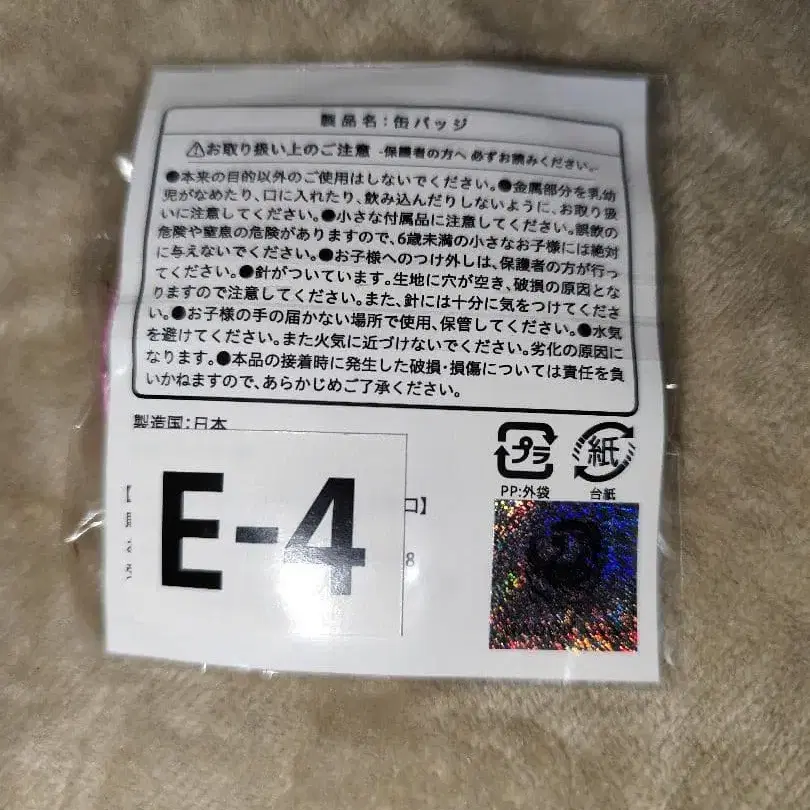 製品名：缶バッジ
⚠お取り扱い上のご注意 -保護者の方へ 必ずお読みください。-
●本来の目的以外のご使用はしないでください。●金属部分を乳幼
児がなめたり、口に入れたり、飲み込んだりしないように、お取り扱
いに注意してください。●小さな付属品に注意してください。誤飲の
危険や窒息の危険がありますので、6歳未満の小さなお子様には絶対
に与えないでください。●お子様へのつけ外しは、保護者の方が行っ
てください。●針がついています。生地に穴が空き、破損の原因とな
りますので注意してください。また、針には十分に気をつけてくださ
い。●お子様の手の届かない場所で使用、保管してください。●水気
を避けてください。また火気に近づけないでください。劣化の原因に
なります。●本品の接着時に発生した破損・損傷については責任を負
いかねますので、あらかじめご了承ください。
製造国：日本
E-4
口】
8
プラ
紙
PP:外袋
台紙